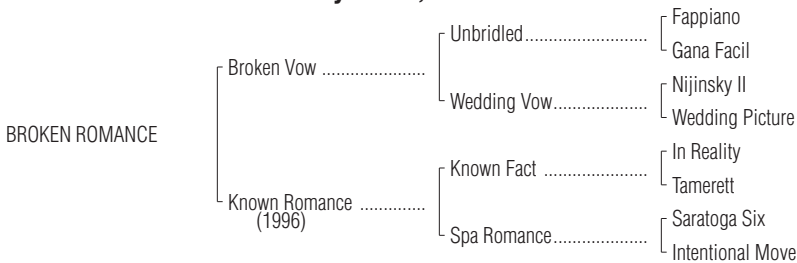 Fappiano
Unbridled..........................
Gana Facil
Broken Vow ......................
Nijinsky II
Wedding Vow....................
Wedding Picture
BROKEN ROMANCE
In Reality
Known Fact ......................
Tamerett
Known Romance ..............
(1996)
Saratoga Six
Spa Romance....................
Intentional Move